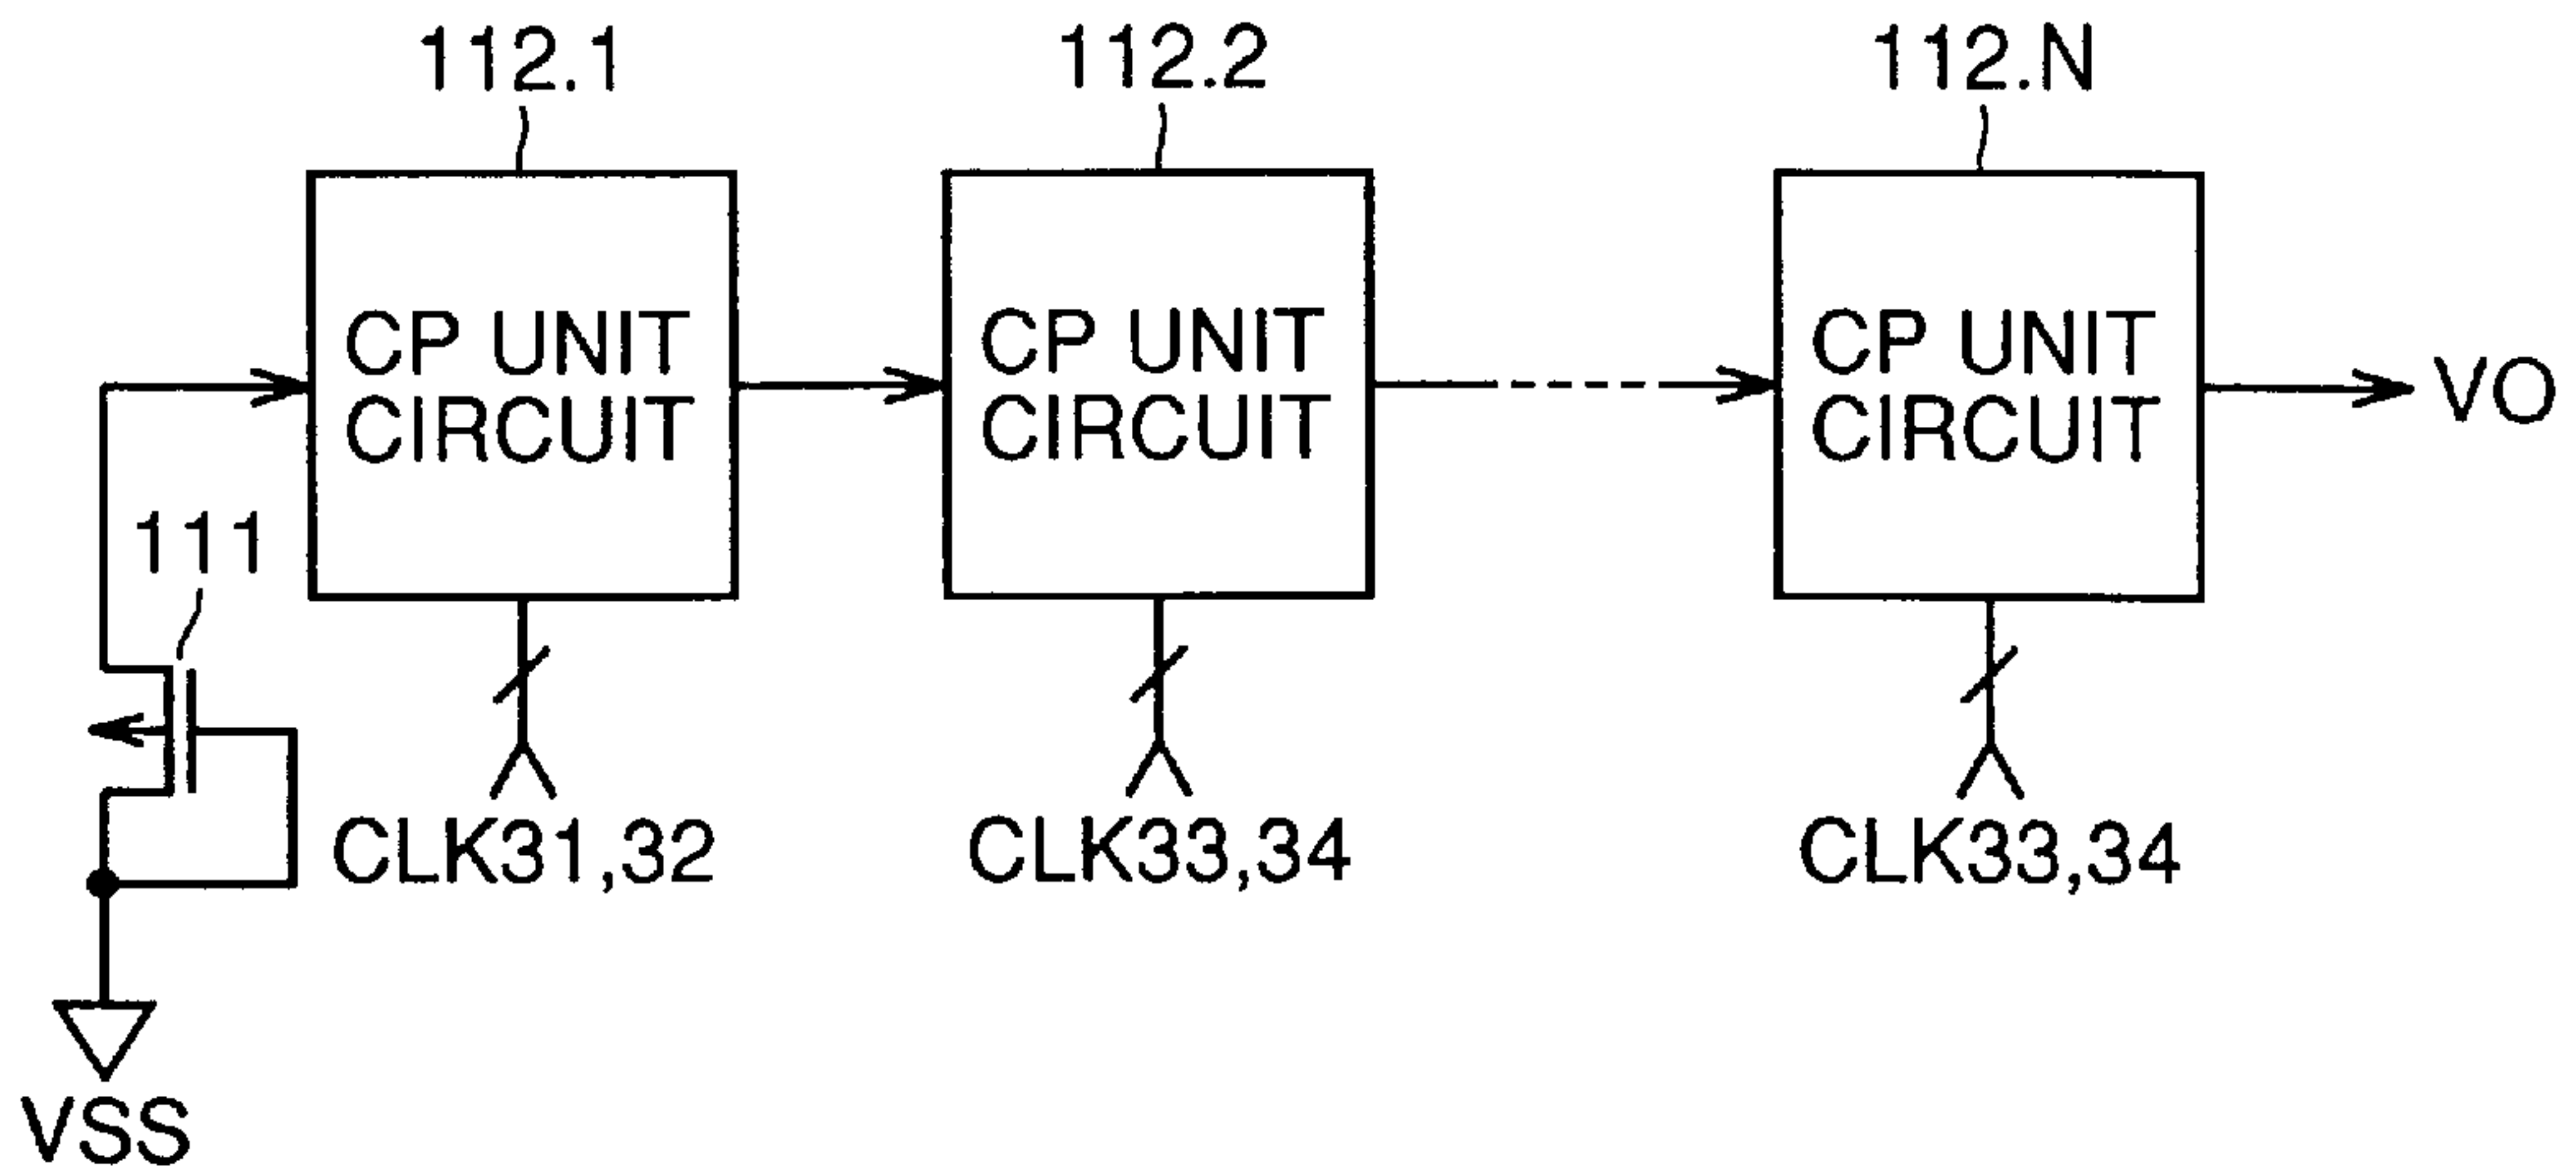 112.1
112.2
112.N
CP UNIT
CIRCUIT
CP UNIT
CIRCUIT
CP UNIT
CIRCUIT
VO
111
CLK31,32
CLK33,34
CLK33,34
VSS